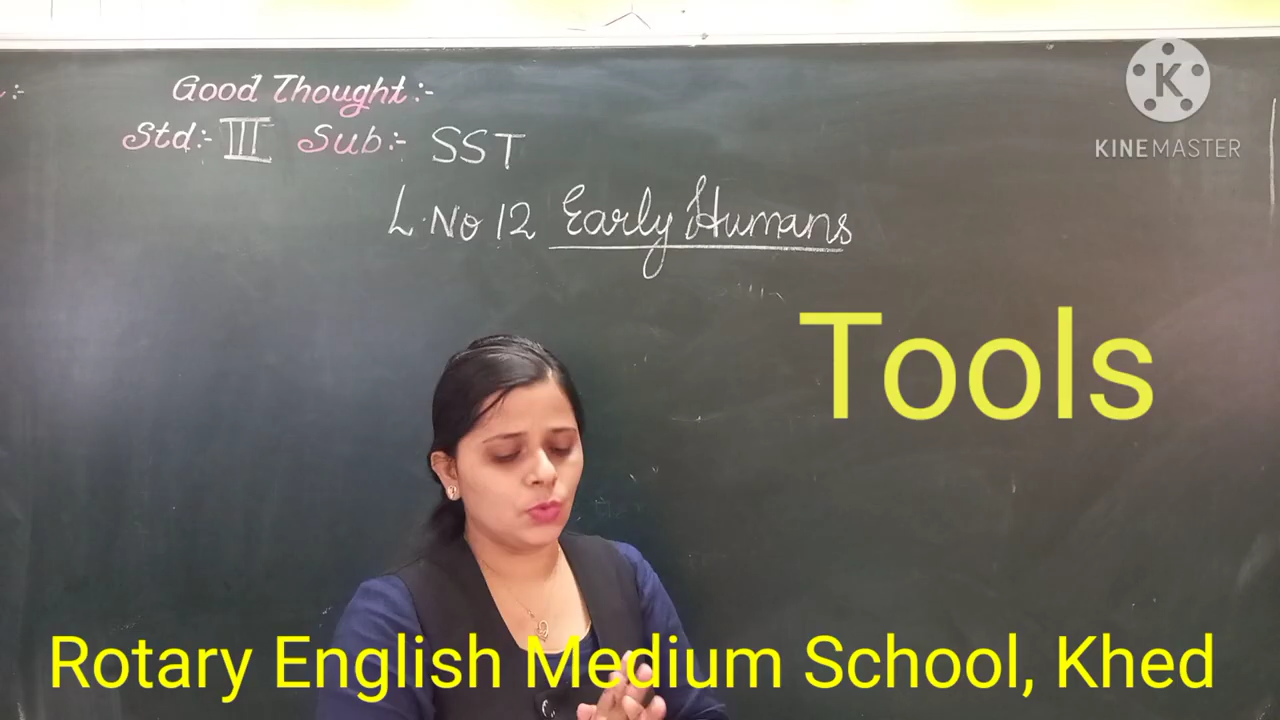 Good Thought:-
Std:- III Sub:- SST
L.No 12 Early Humans
K
KINEMASTER
Tools
Rotary English Medium School, Khed